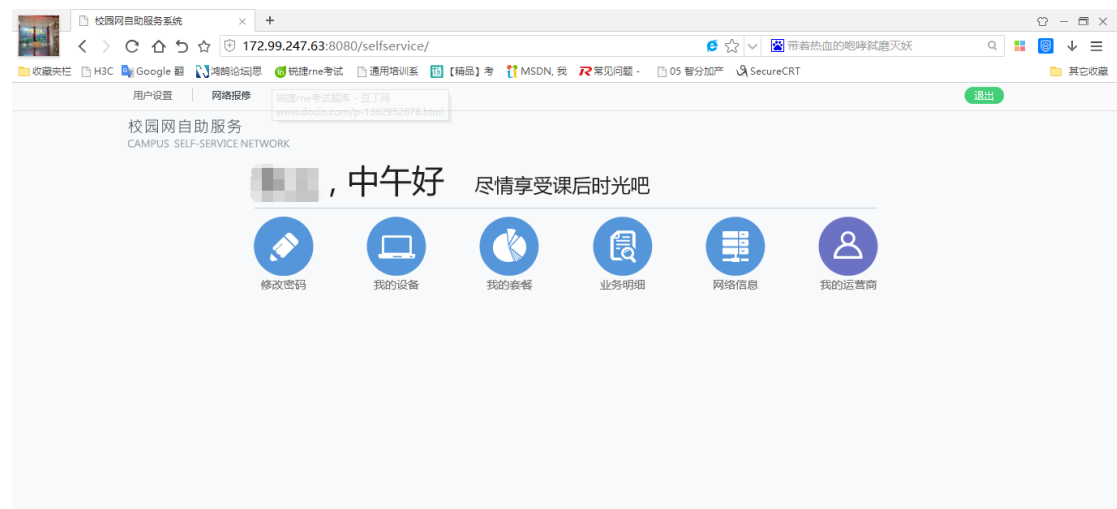 校园网自助服务系统
172.99.247.63:8080/selfservice/
带着热血的咆哮弑磨灭妖
收藏夹栏 H3C Google 翻 鸿鹄论坛|思 锐捷rne考试 通用培训系 【精品】考 MSDN, 我 常见问题 - 05 智分加产 SecureCRT 其它收藏
用户设置 网络报修 退出
锐捷rne考试题库 - 豆丁网
www.docin.com/p-1362952678.html
校园网自助服务
CAMPUS SELF-SERVICE NETWORK
，中午好 尽情享受课后时光吧
修改密码 我的设备 我的套餐 业务明细 网络信息 我的运营商